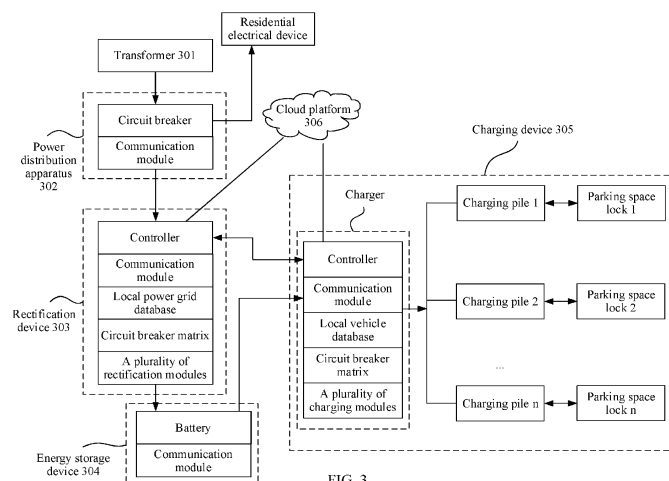 Residential
electrical device
Transformer 301
Circuit breaker
Communication
module
Power
distribution
apparatus
302
Cloud platform
306
Charging device 305
Charger
Controller
Communication
module
Local power grid
database
Circuit breaker matrix
A plurality of
rectification modules
Rectification
device 303
Controller
Communication
module
Local vehicle
database
Circuit breaker
matrix
A plurality of
charging modules
Charging pile 1
Parking space
lock 1
Charging pile 2
Parking space
lock 2
...
Charging pile n
Parking space
lock n
Battery
Communication
module
Energy storage
device 304
FIG. 3